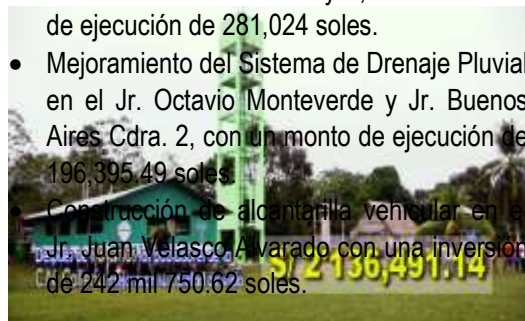 de ejecución de 281,024 soles.
• Mejoramiento del Sistema de Drenaje Pluvial
en el Jr. Octavio Monteverde y Jr. Buenos
Aires Cdra. 2, con un monto de ejecución de
196,395.49 soles.
• Construcción de alcantarilla vehicular en el
Jr. Juan Velasco Alvarado con una inversión
de 242 mil 750.62 soles.
S/ 2'136,491.14